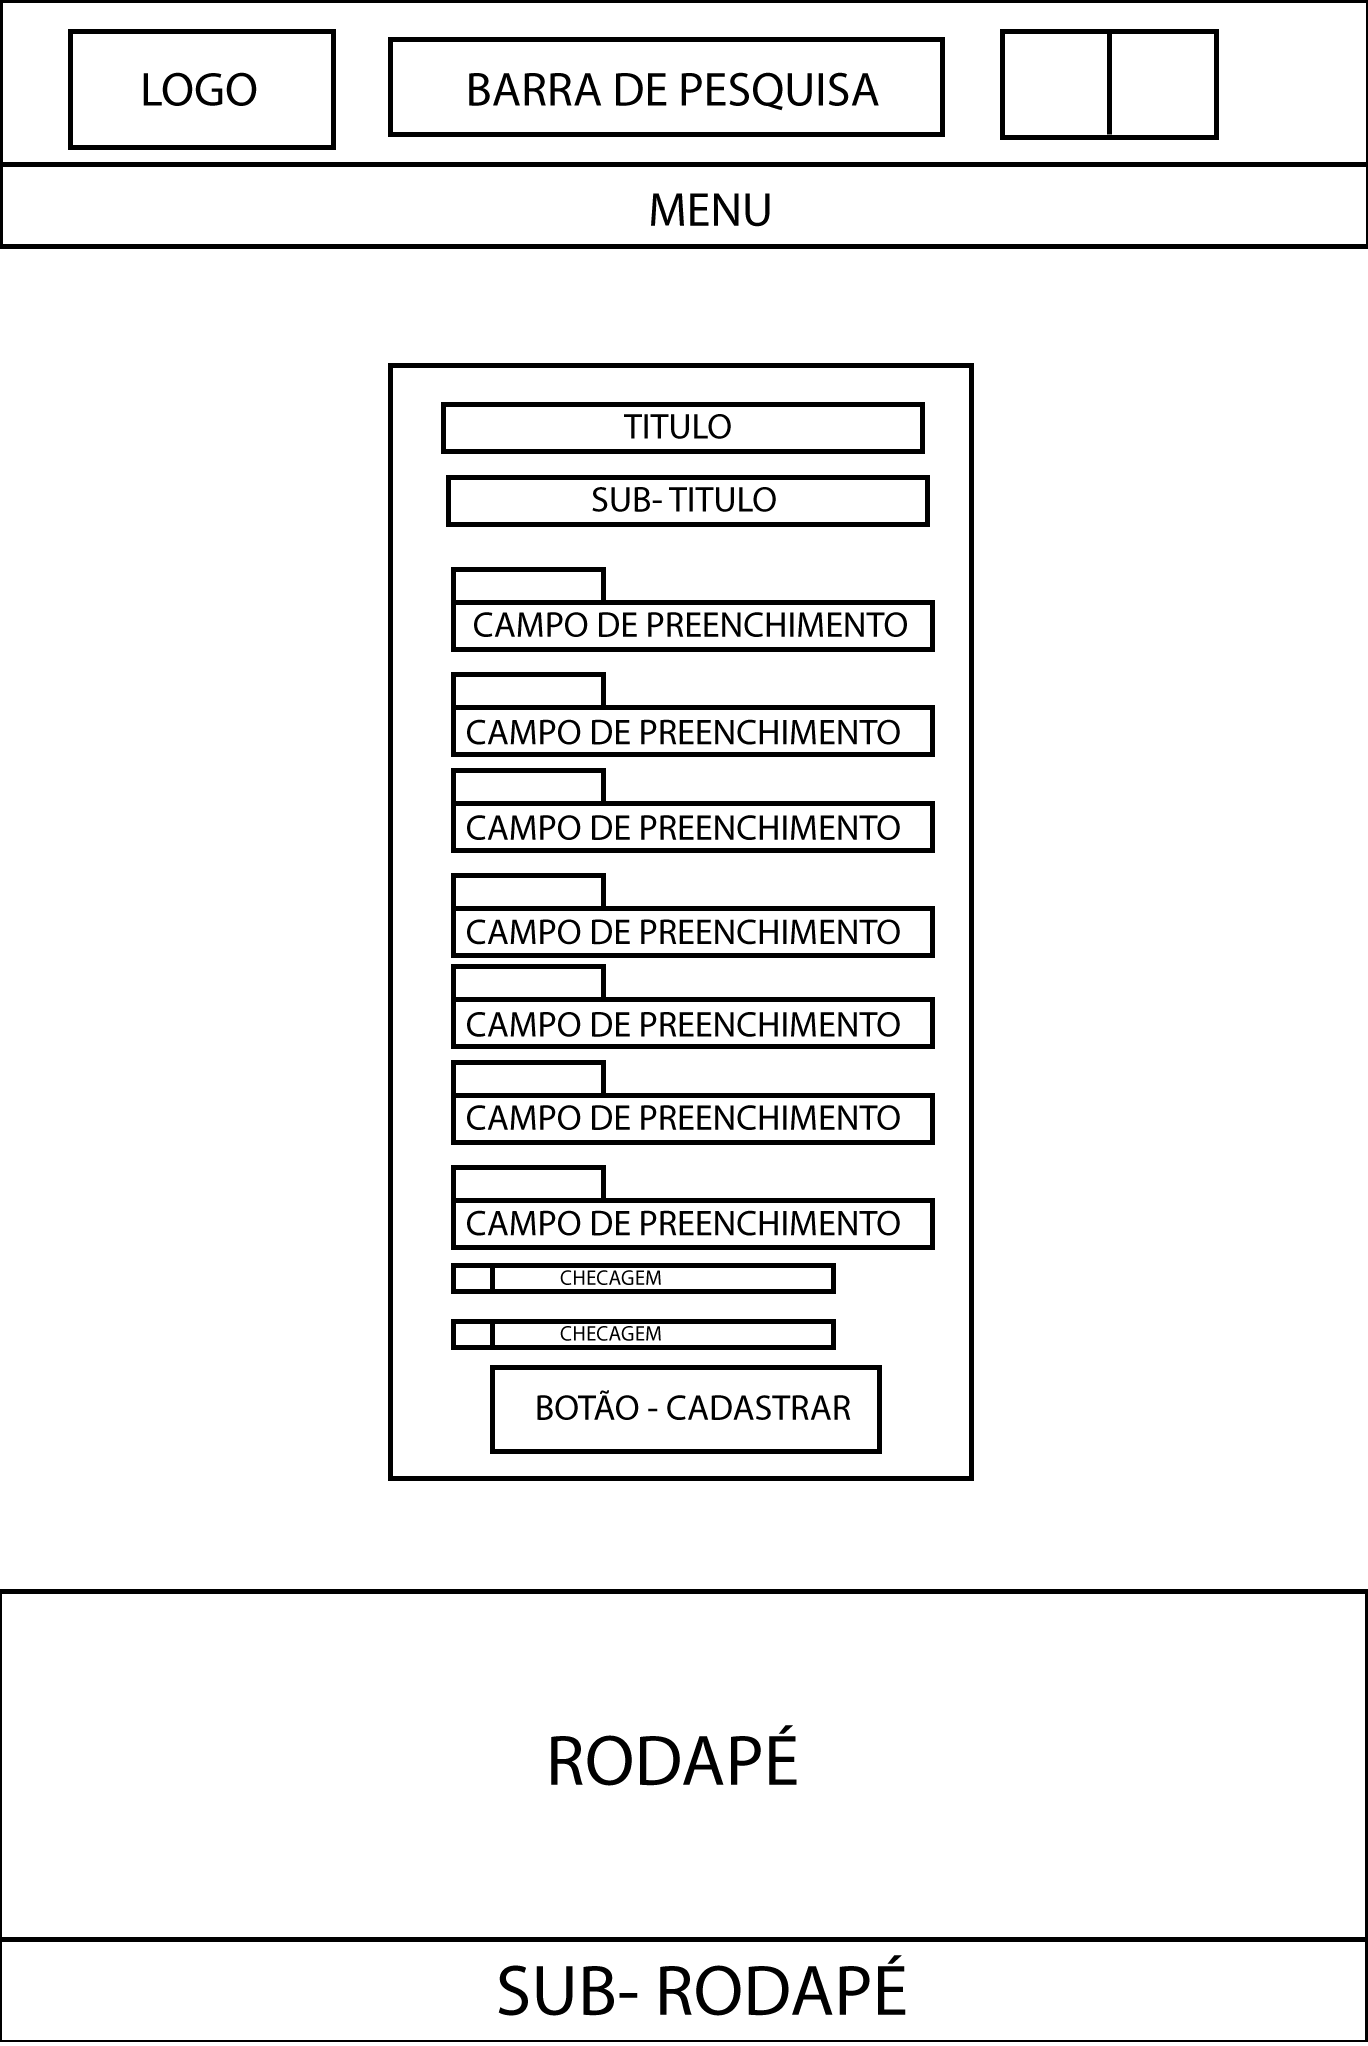 LOGO
BARRA DE PESQUISA
MENU
TITULO
SUB- TITULO
CAMPO DE PREENCHIMENTO
CAMPO DE PREENCHIMENTO
CAMPO DE PREENCHIMENTO
CAMPO DE PREENCHIMENTO
CAMPO DE PREENCHIMENTO
CAMPO DE PREENCHIMENTO
CAMPO DE PREENCHIMENTO
CHECAGEM
CHECAGEM
BOTÃO - CADASTRAR
RODAPÉ
SUB- RODAPÉ